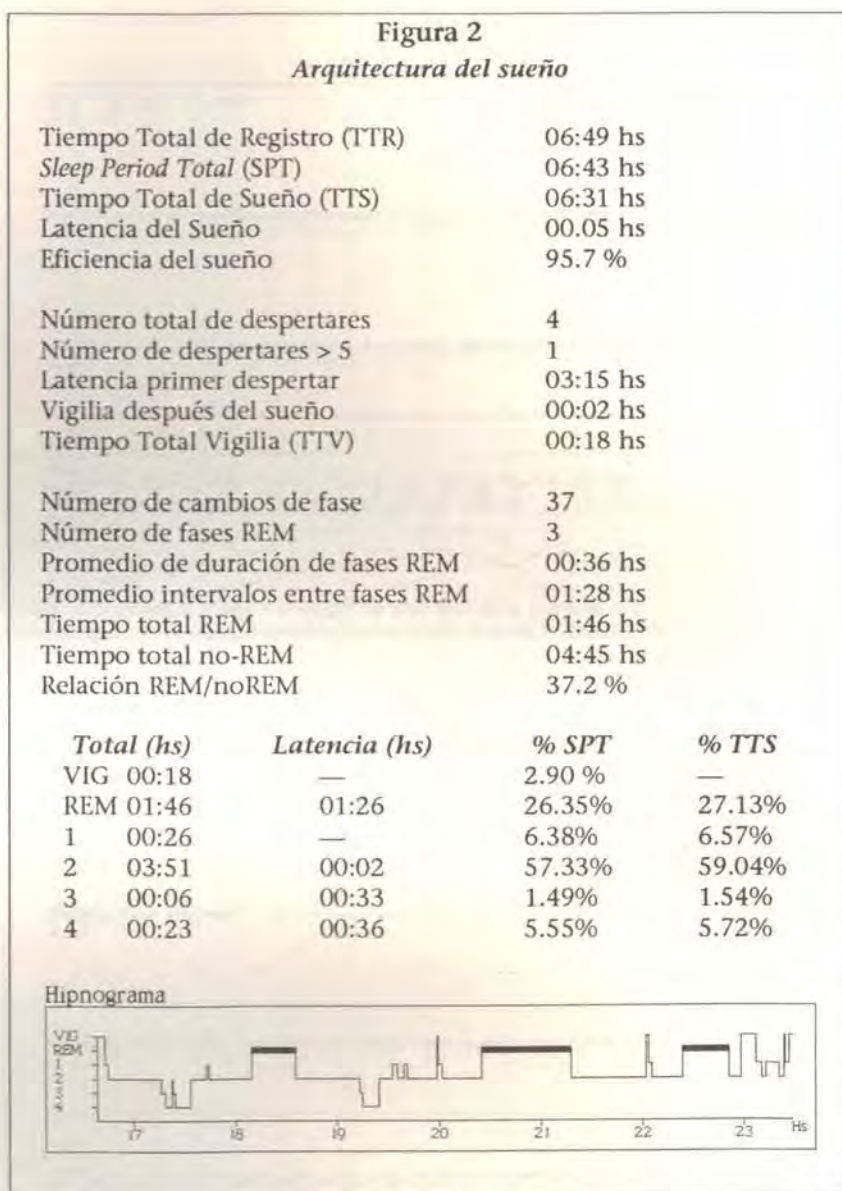 Figura 2
Arquitectura del sueño
Tiempo Total de Registro (TTR) 06:49 hs
Sleep Period Total (SPT) 06:43 hs
Tiempo Total de Sueño (TTS) 06:31 hs
Latencia del Sueño 00.05 hs
Eficiencia del sueño 95.7 %
Número total de despertares 4
Número de despertares > 5 1
Latencia primer despertar 03:15 hs
Vigilia después del sueño 00:02 hs
Tiempo Total Vigilia (TTV) 00:18 hs
Número de cambios de fase 37
Número de fases REM 3
Promedio de duración de fases REM 00:36 hs
Promedio intervalos entre fases REM 01:28 hs
Tiempo total REM 01:46 hs
Tiempo total no-REM 04:45 hs
Relación REM/noREM 37.2 %
Total (hs) Latencia (hs) % SPT % TTS
VIG 00:18 — 2.90 % —
REM 01:46 01:26 26.35% 27.13%
1 00:26 — 6.38% 6.57%
2 03:51 00:02 57.33% 59.04%
3 00:06 00:33 1.49% 1.54%
4 00:23 00:36 5.55% 5.72%
Hipnograma
VIG
REM
1
2
3
4
17 18 19 20 21 22 23 Hs